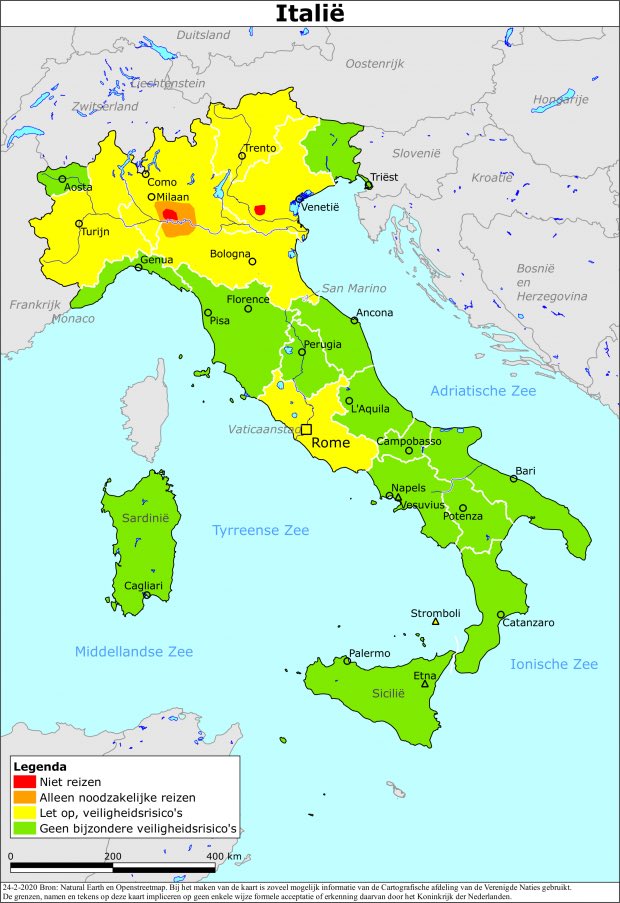 Italië
Duitsland
Oostenrijk
Liechtenstein
Zwitserland
Hongarije
Trento
Slovenië
Como
Triëst
Kroatie
Aosta
Milaan
Venetië
Turijn
Bologna
Genua
Bosnië
en
Herzegovina
San Marino
Frankrijk
Monaco
Florence
Pisa
Ancona
Perugia
Adriatische Zee
L'Aquila
Vaticaanstad
Rome
Campobasso
Bari
Napels
Vesuvius
Potenza
Sardinië
Tyrreense Zee
Cagliari
Stromboli
Catanzaro
Middellandse Zee
Palermo
Ionische Zee
Etna
Sicilië
Legenda
Niet reizen
Alleen noodzakelijke reizen
Let op, veiligheidsrisico's
Geen bijzondere veiligheidsrisico's
0 200 400 km
24-2-2020 Bron: Natural Earth en Openstreetmap. Bij het maken van de kaart is zoveel mogelijk informatie van de Cartografische afdeling van de Verenigde Naties gebruikt.
De grenzen, namen en tekens op deze kaart impliceren op geen enkele wijze formele acceptatie of erkenning daarvan door het Koninkrijk der Nederlanden.